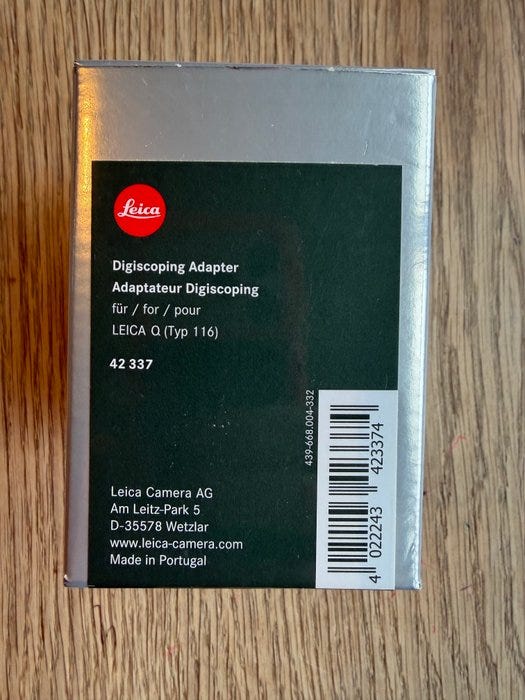 Leica
Digiscoping Adapter
Adaptateur Digiscoping
für / for / pour
LEICA Q (Typ 116)
42 337
439-668.004-332
4 022243 423374
Leica Camera AG
Am Leitz-Park 5
D-35578 Wetzlar
www.leica-camera.com
Made in Portugal